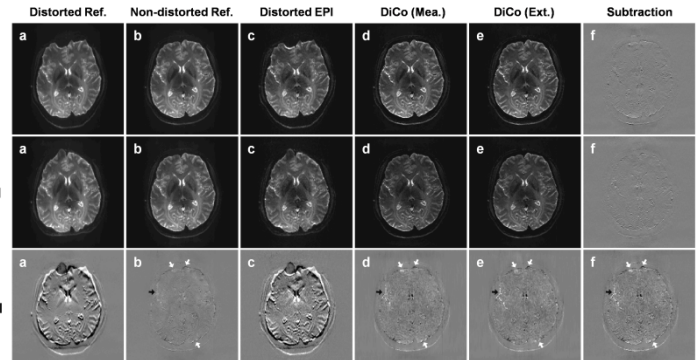 Distorted Ref. Non-distorted Ref. Distorted EPI DiCo (Mea.) DiCo (Ext.) Subtraction
a b c d e f
a b c d e f
a b c d e f